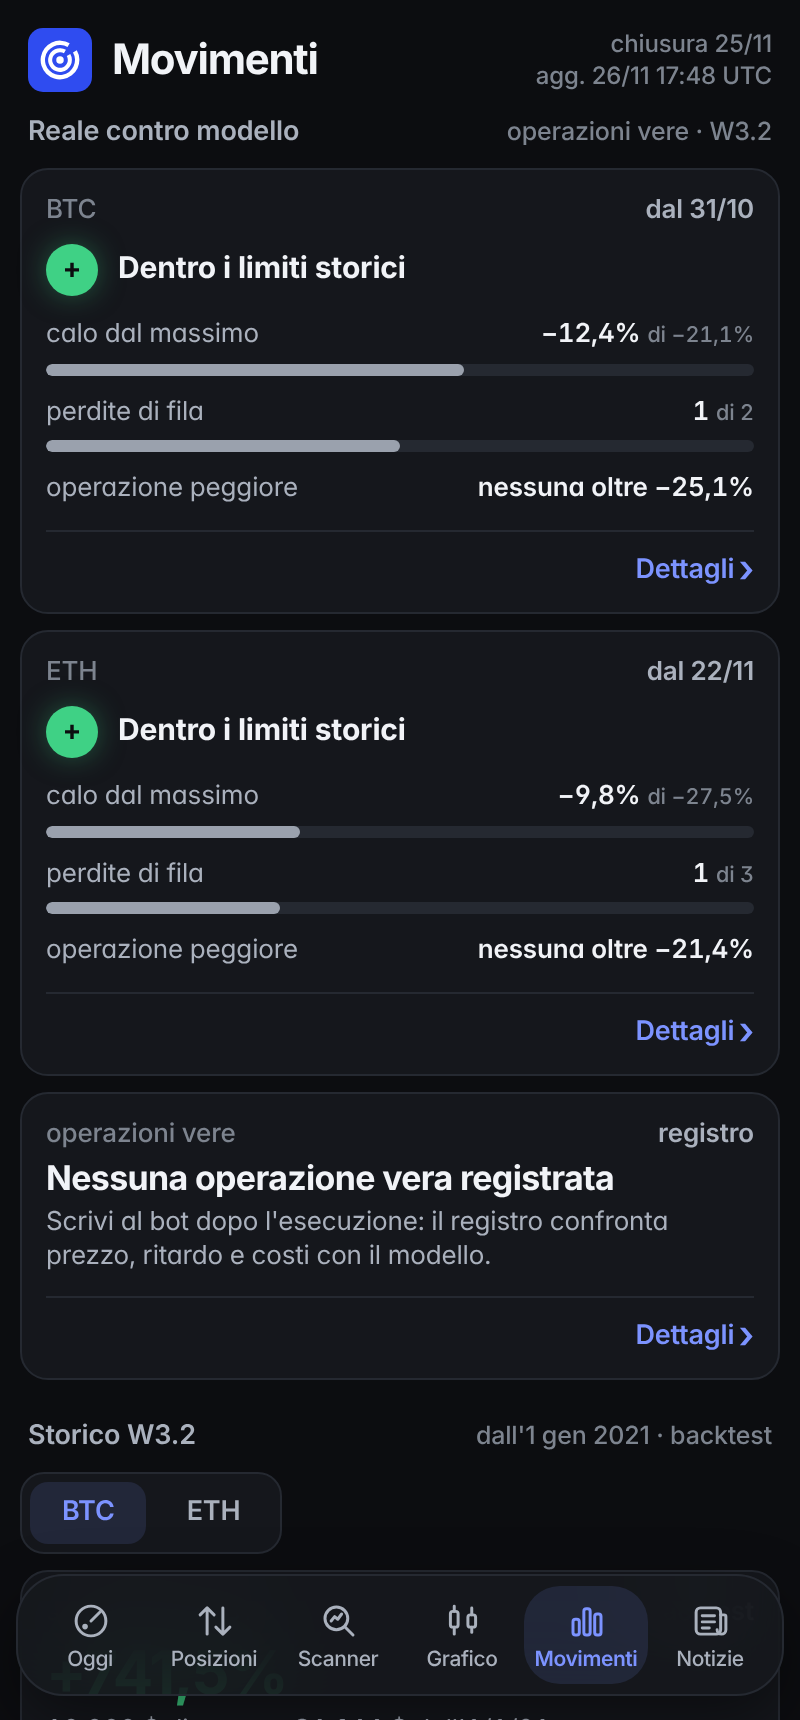 Movimenti
chiusura 25/11
agg. 26/11 17:48 UTC
Reale contro modello
operazioni vere · W3.2
BTC
dal 31/10
+
Dentro i limiti storici
calo dal massimo
−12,4% di −21,1%
perdite di fila
1 di 2
operazione peggiore
nessuna oltre −25,1%
Dettagli ›
ETH
dal 22/11
+
Dentro i limiti storici
calo dal massimo
−9,8% di −27,5%
perdite di fila
1 di 3
operazione peggiore
nessuna oltre −21,4%
Dettagli ›
operazioni vere
registro
Nessuna operazione vera registrata
Scrivi al bot dopo l'esecuzione: il registro confronta
prezzo, ritardo e costi con il modello.
Dettagli ›
Storico W3.2
dall'1 gen 2021 · backtest
BTC
ETH
+741,5%
Oggi
Posizioni
Scanner
Grafico
Movimenti
Notizie